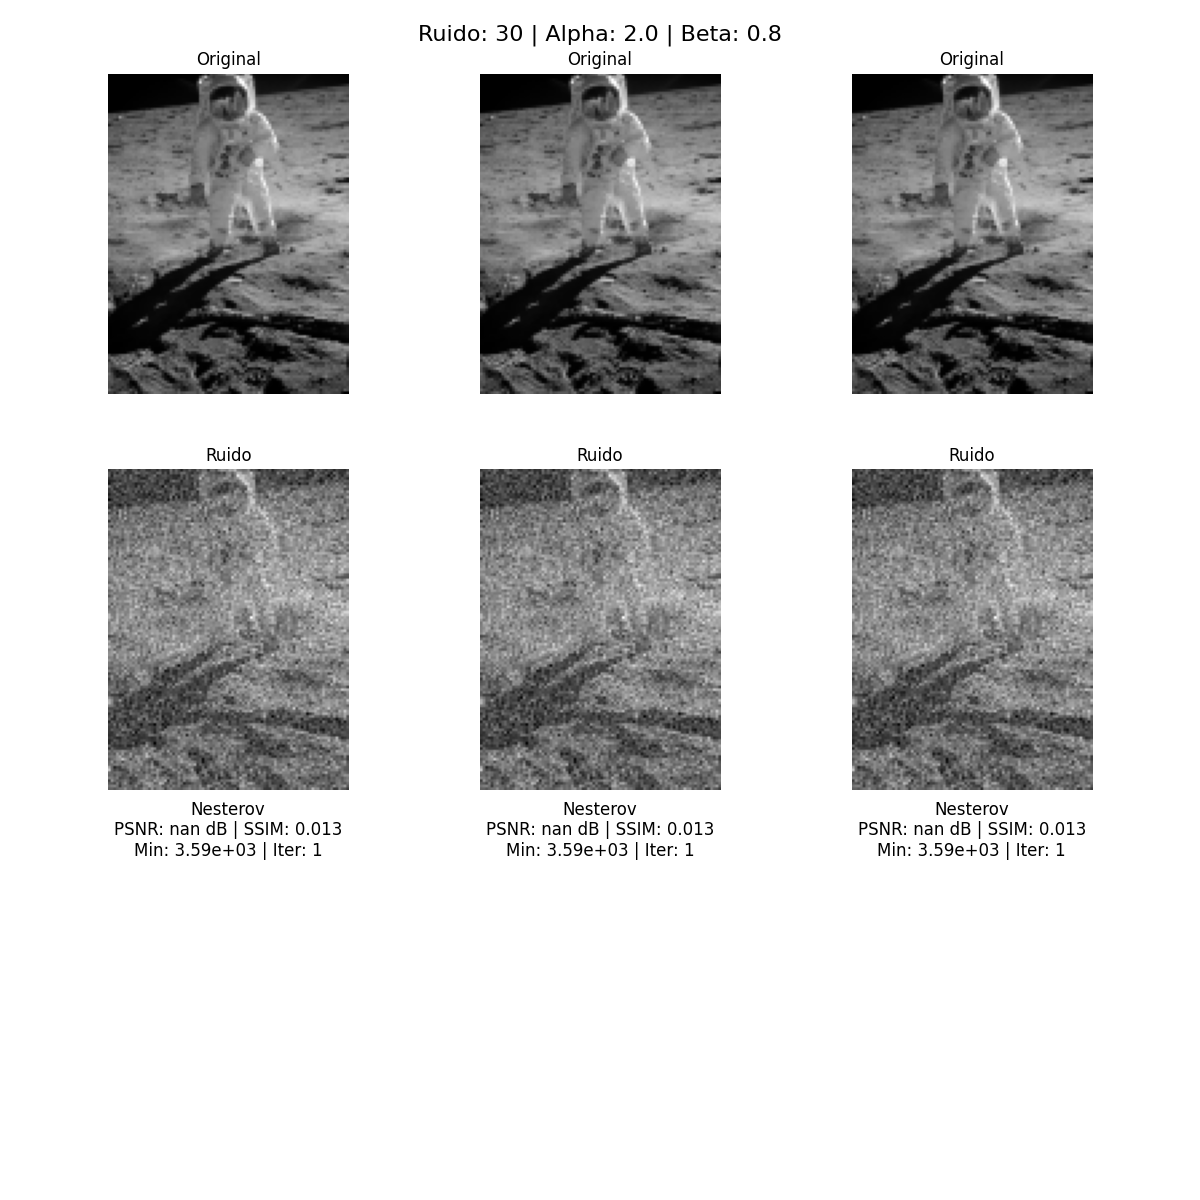 Ruido: 30 | Alpha: 2.0 | Beta: 0.8
Original
Original
Original
Ruido
Ruido
Ruido
Nesterov
PSNR: nan dB | SSIM: 0.013
Min: 3.59e+03 | Iter: 1
Nesterov
PSNR: nan dB | SSIM: 0.013
Min: 3.59e+03 | Iter: 1
Nesterov
PSNR: nan dB | SSIM: 0.013
Min: 3.59e+03 | Iter: 1